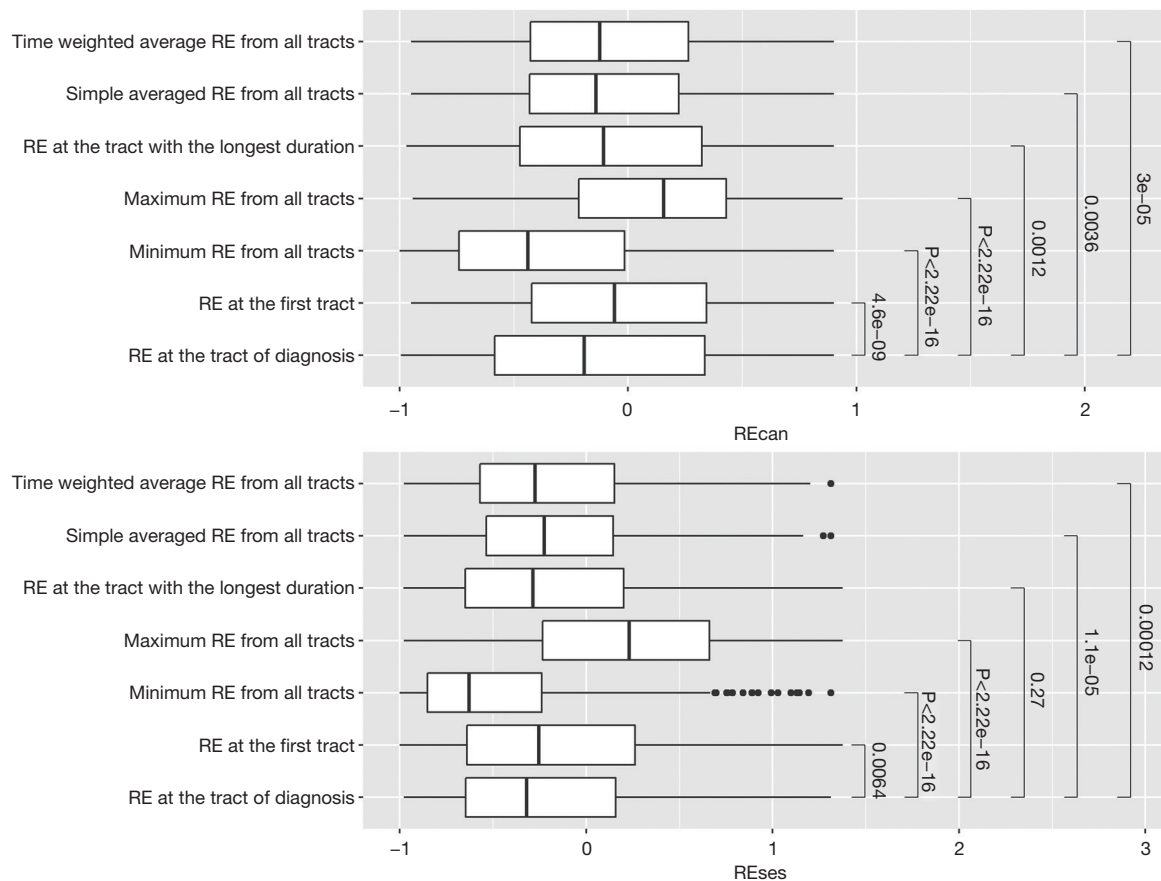 Time weighted average RE from all tracts
Simple averaged RE from all tracts
RE at the tract with the longest duration
Maximum RE from all tracts
Minimum RE from all tracts
RE at the first tract
RE at the tract of diagnosis
4.6e−09
P<2.22e−16
P<2.22e−16
0.0012
0.0036
3e−05
−1 0 1 2
REcan
Time weighted average RE from all tracts
Simple averaged RE from all tracts
RE at the tract with the longest duration
Maximum RE from all tracts
Minimum RE from all tracts
RE at the first tract
RE at the tract of diagnosis
0.0064
P<2.22e−16
P<2.22e−16
0.27
1.1e−05
0.00012
−1 0 1 2 3
REses